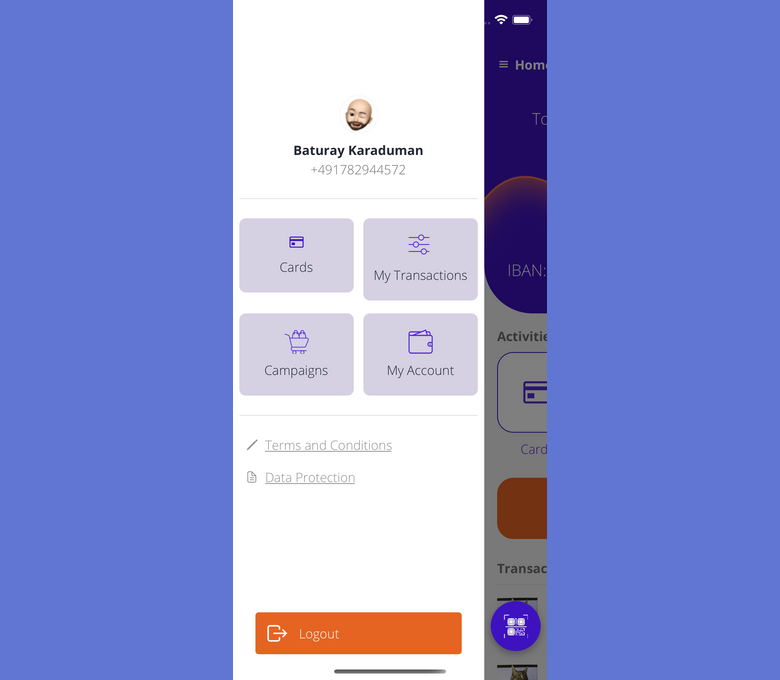 Home
Baturay Karaduman
+491782944572
Cards
My Transactions
IBAN:
Campaigns
My Account
Activitie
Terms and Conditions
Card
Data Protection
Transac
Logout